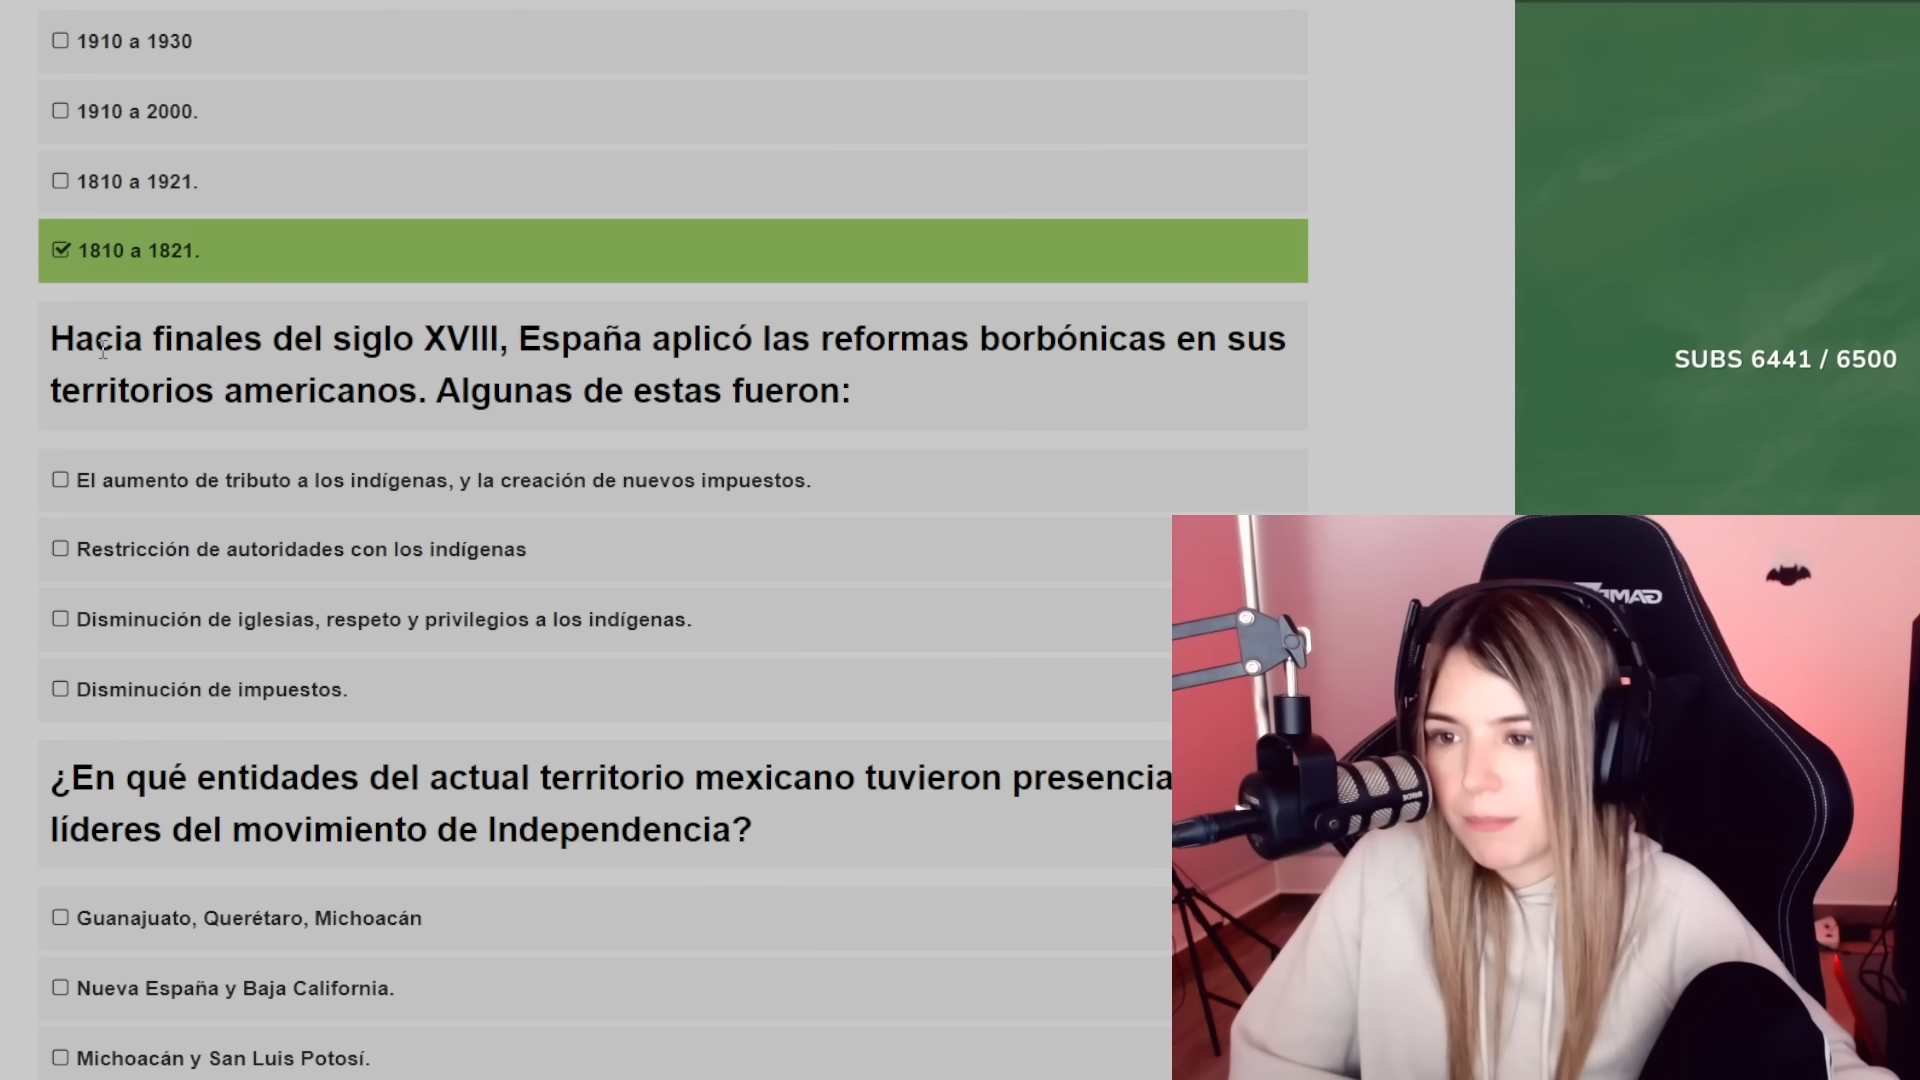 1910 a 1930
1910 a 2000.
1810 a 1921.
1810 a 1821.
Hacia finales del siglo XVIII, España aplicó las reformas borbónicas en sus
territorios americanos. Algunas de estas fueron:
SUBS 6441 / 6500
El aumento de tributo a los indígenas, y la creación de nuevos impuestos.
Restricción de autoridades con los indígenas
Disminución de iglesias, respeto y privilegios a los indígenas.
Disminución de impuestos.
¿En qué entidades del actual territorio mexicano tuvieron presencia
líderes del movimiento de Independencia?
Guanajuato, Querétaro, Michoacán
Nueva España y Baja California.
Michoacán y San Luis Potosí.